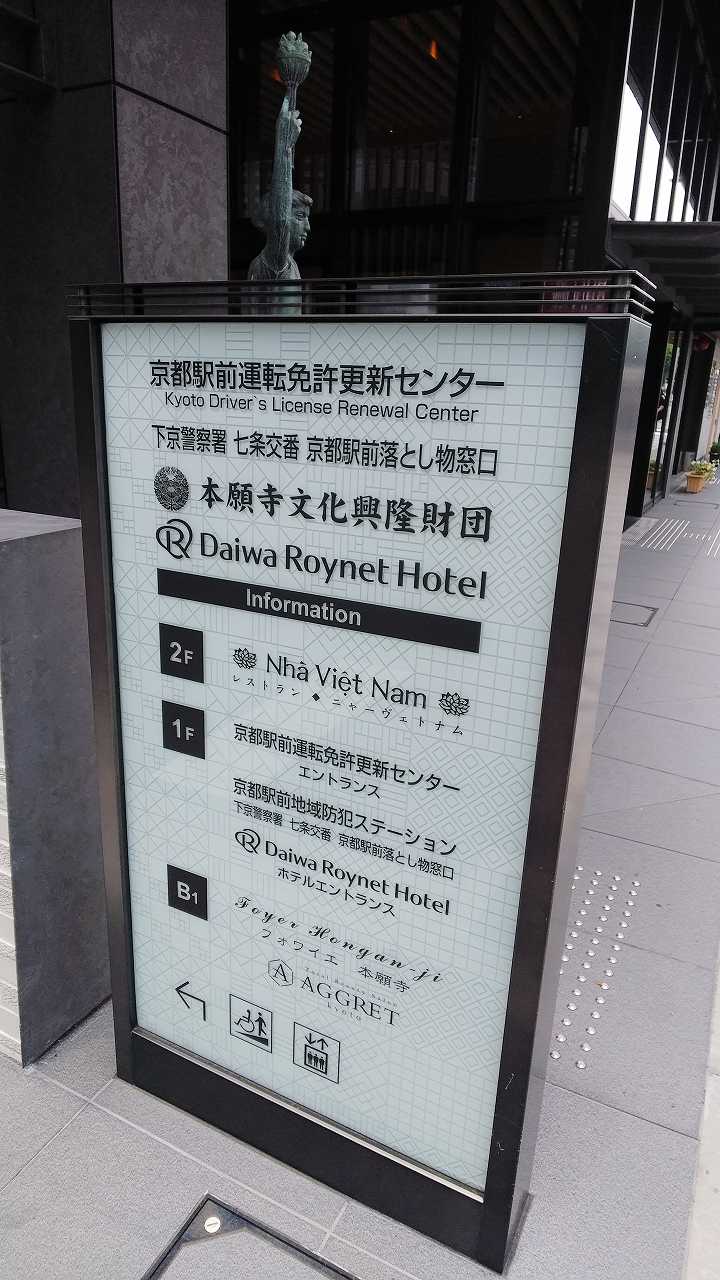 京都駅前運転免許更新センター
Kyoto Driver`s License Renewal Center
下京警察署 七条交番 京都駅前落とし物窓口
本願寺文化興隆財団
Daiwa Roynet Hotel
Information
2F
Nhà Việt Nam
レストラン◆ニャーヴェトナム
1F
京都駅前運転免許更新センター
エントランス
京都駅前地域防犯ステーション
下京警察署 七条交番 京都駅前落とし物窓口
Daiwa Roynet Hotel
ホテルエントランス
B1
Foyer Hongan-ji
フォワイエ 本願寺
A AGGRET
kyoto